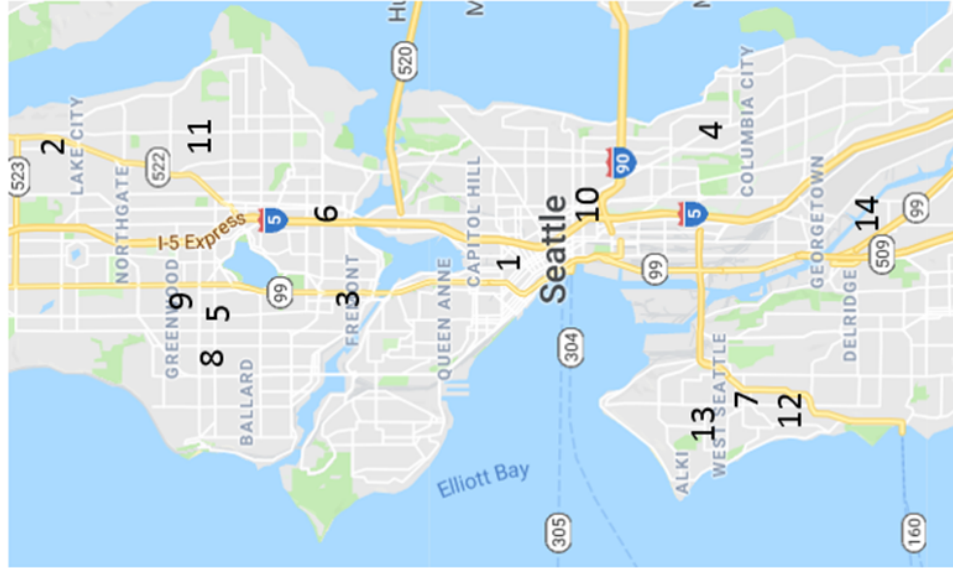 523
2
LAKE CITY
NORTHGATE
522
GREENWOOD
9
I-5 Express
11
8
5
BALLARD
5
99
6
3
FREMONT
Hu
520
QUEEN ANNE
CAPITOL HILL
M
Elliott Bay
1
Seattle
305
304
10
90
99
ALKI
5
13
WEST SEATTLE
4
7
COLUMBIA CITY
12
GEORGETOWN
DELRIDGE
14
509
99
160